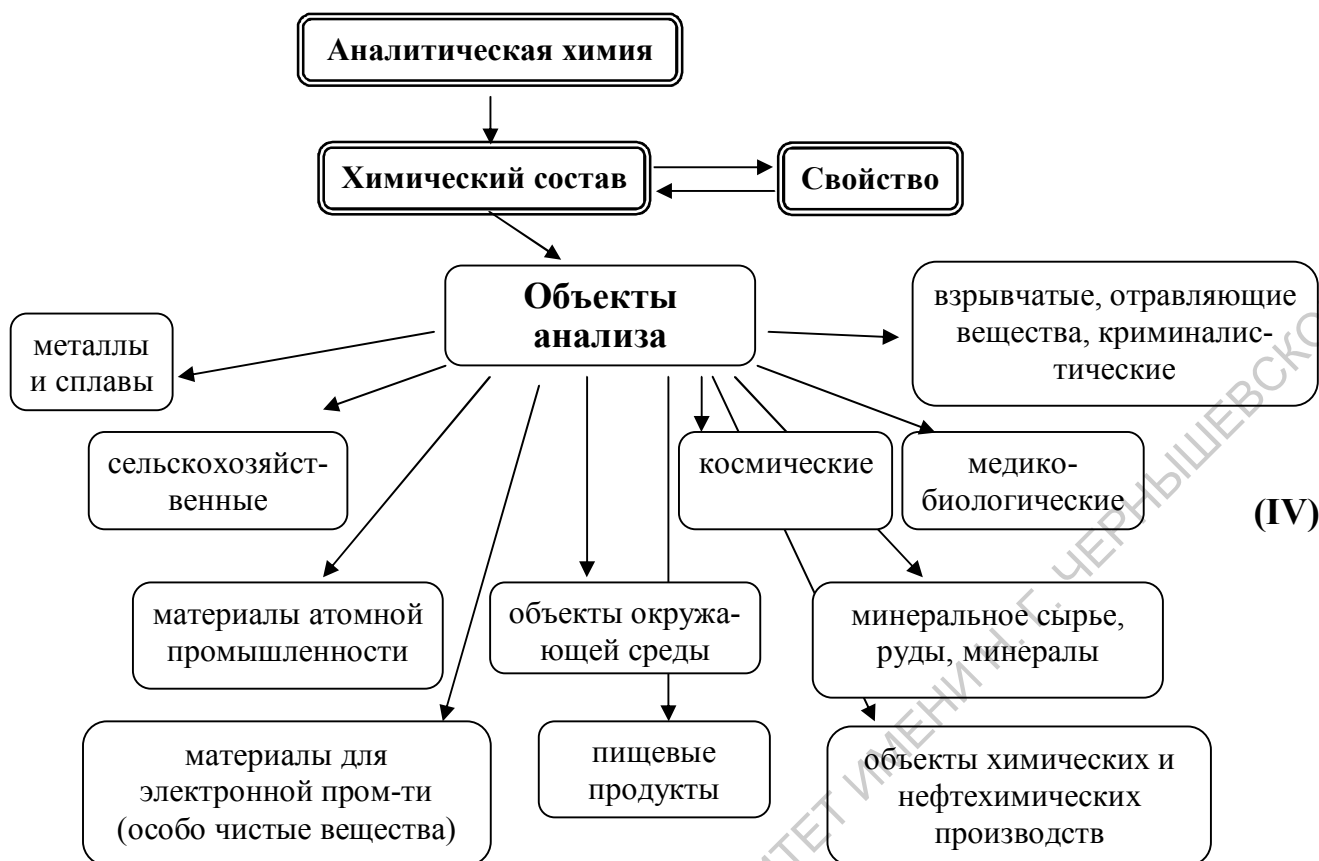 Аналитическая химия
Химический состав
Свойство
Объекты
анализа
взрывчатые, отравляющие
вещества, криминалис-
тические
металлы
и сплавы
сельскохозяйст-
венные
космические
медико-
биологические
(IV)
материалы атомной
промышленности
объекты окружа-
ющей среды
минеральное сырье,
руды, минералы
материалы для
электронной пром-ти
(особо чистые вещества)
пищевые
продукты
объекты химических и
нефтехимических
производств
ИМЕНИ Н. Г. ЧЕРНЫШЕВСКО